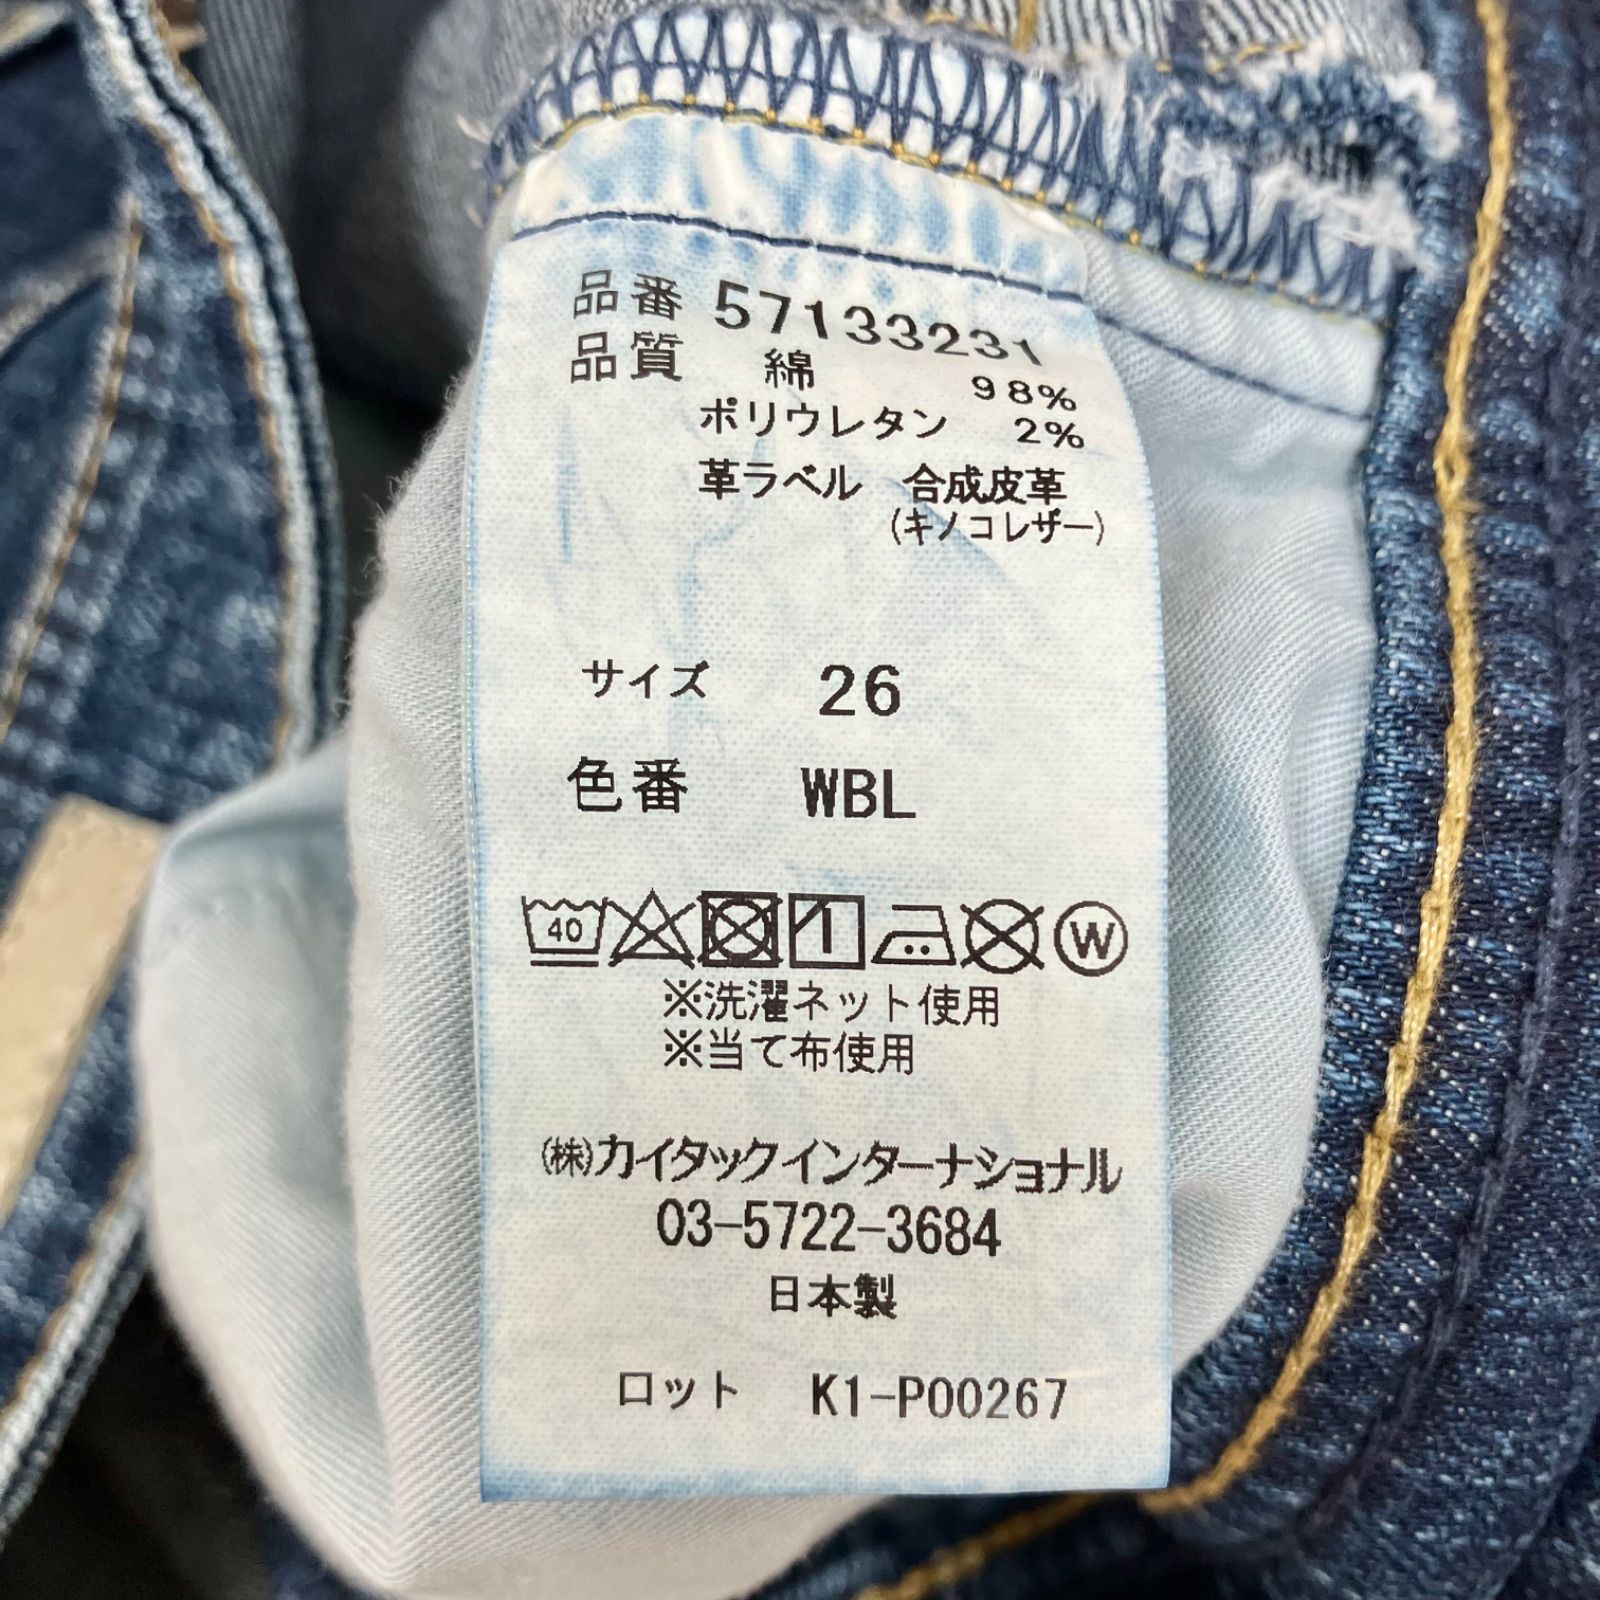 品番 57133231
品質 綿 98%
ポリウレタン 2%
革ラベル 合成皮革
(キノコレザー)
サイズ 26
色番 WBL
40 W
※洗濯ネット使用
※当て布使用
㈱カイタックインターナショナル
03-5722-3684
日本製
ロット K1-P00267